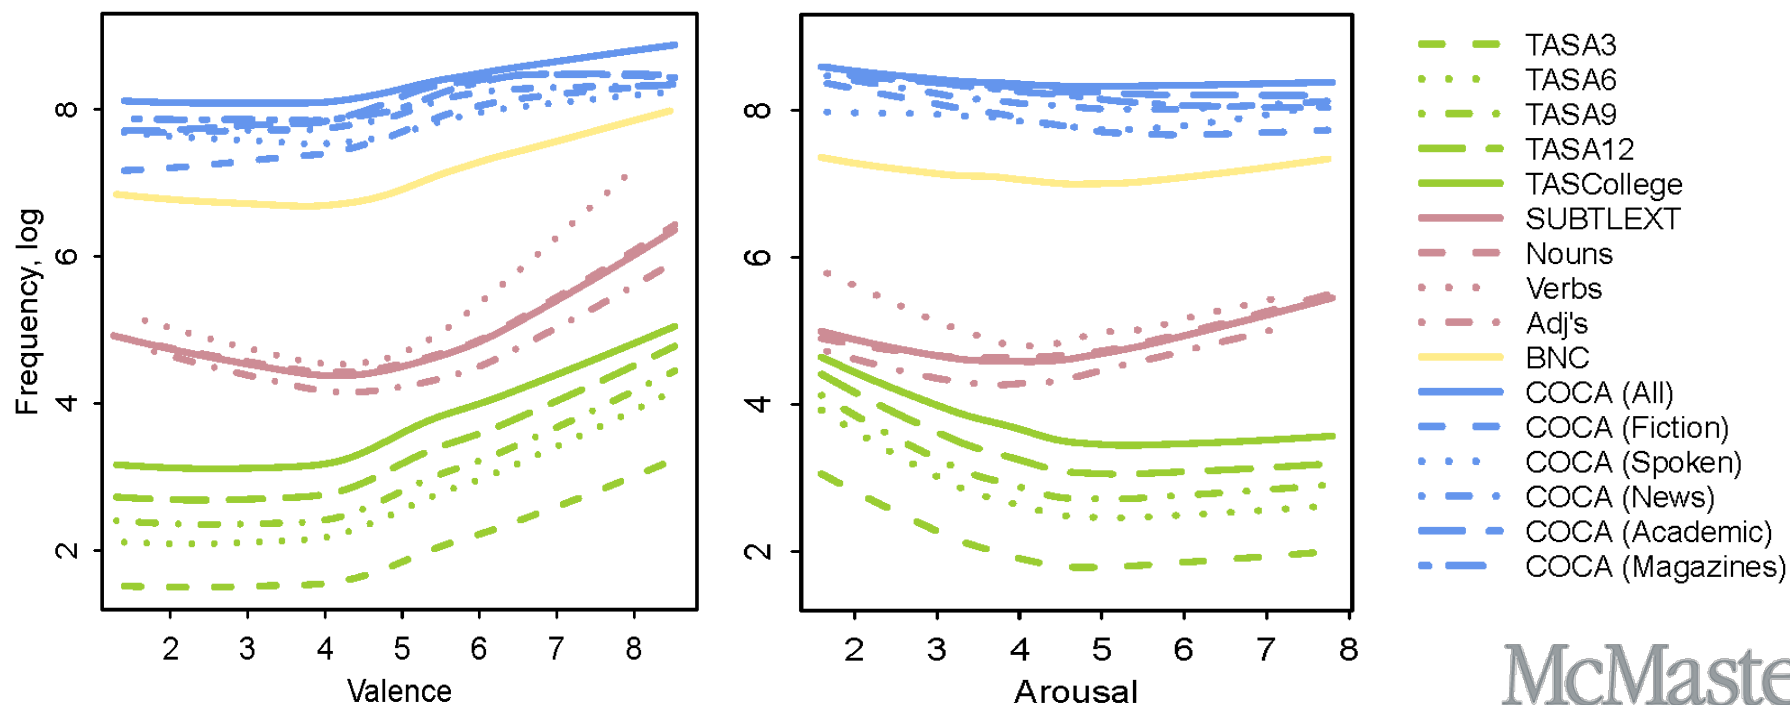 Frequency, log
8
6
4
2
2 3 4 5 6 7 8
Valence
8
6
4
2
2 3 4 5 6 7 8
Arousal
TASA3
TASA6
TASA9
TASA12
TASCollege
SUBTLEXT
Nouns
Verbs
Adj's
BNC
COCA (All)
COCA (Fiction)
COCA (Spoken)
COCA (News)
COCA (Academic)
COCA (Magazines)
McMaste